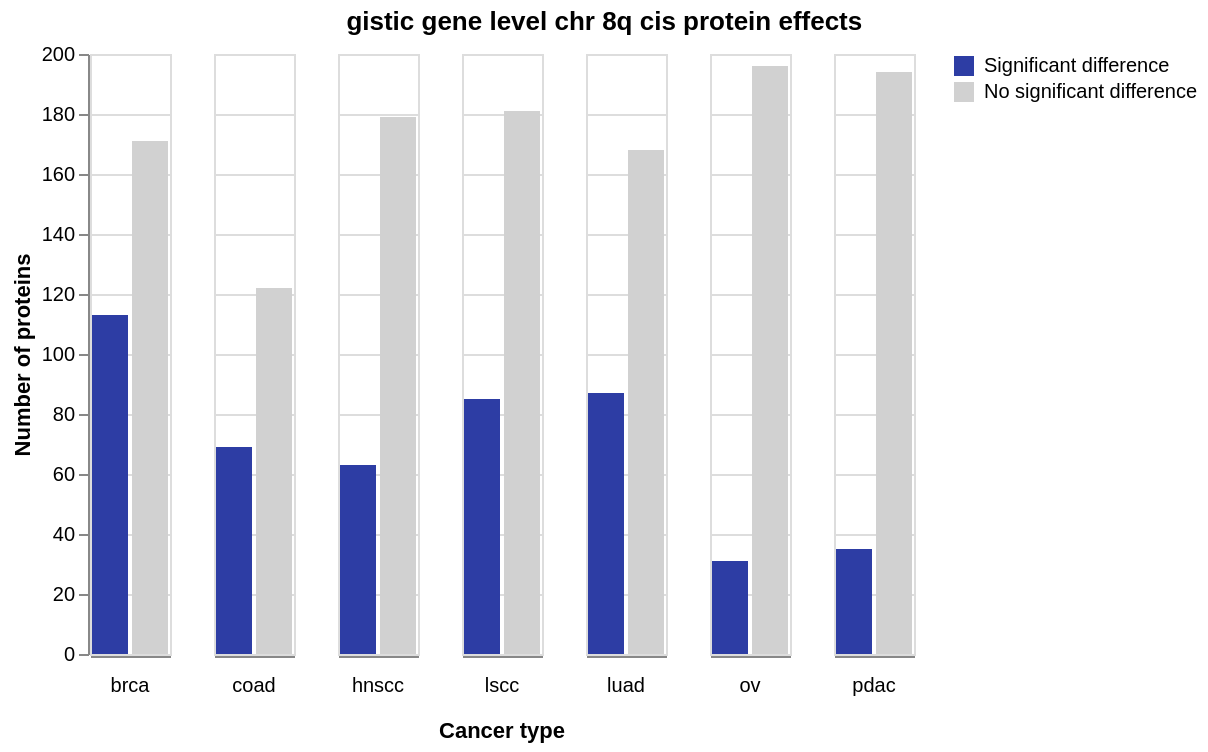 gistic gene level chr 8q cis protein effects
Significant difference
No significant difference
Number of proteins
200
180
160
140
120
100
80
60
40
20
0
brca coad hnscc lscc luad ov pdac
Cancer type